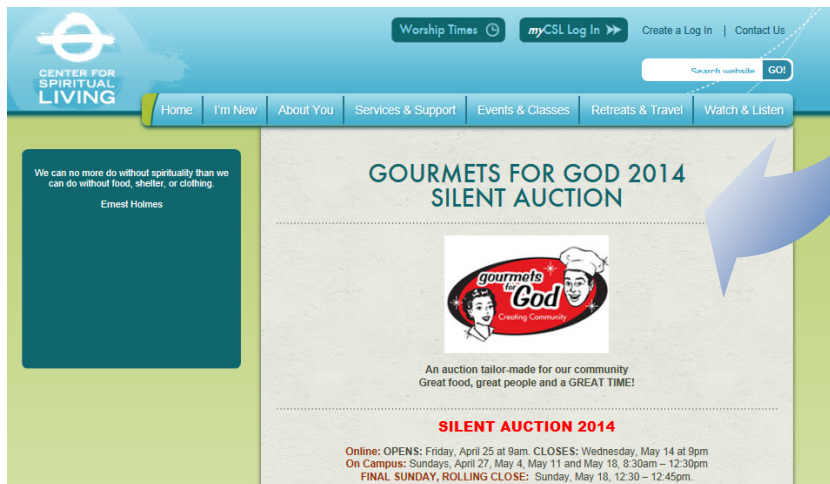 Worship Times
myCSL Log In
Create a Log In | Contact Us
CENTER FOR
SPIRITUAL
LIVING
Search website GO!
Home I'm New About You Services & Support Events & Classes Retreats & Travel Watch & Listen
We can no more do without spirituality than we
can do without food, shelter, or clothing.
Ernest Holmes
GOURMETS FOR GOD 2014
SILENT AUCTION
gourmets
for
God
Creating Community
An auction tailor-made for our community
Great food, great people and a GREAT TIME!
SILENT AUCTION 2014
Online: OPENS: Friday, April 25 at 9am. CLOSES: Wednesday, May 14 at 9pm
On Campus: Sundays, April 27, May 4, May 11 and May 18, 8:30am – 12:30pm
FINAL SUNDAY, ROLLING CLOSE: Sunday, May 18, 12:30 – 12:45pm.